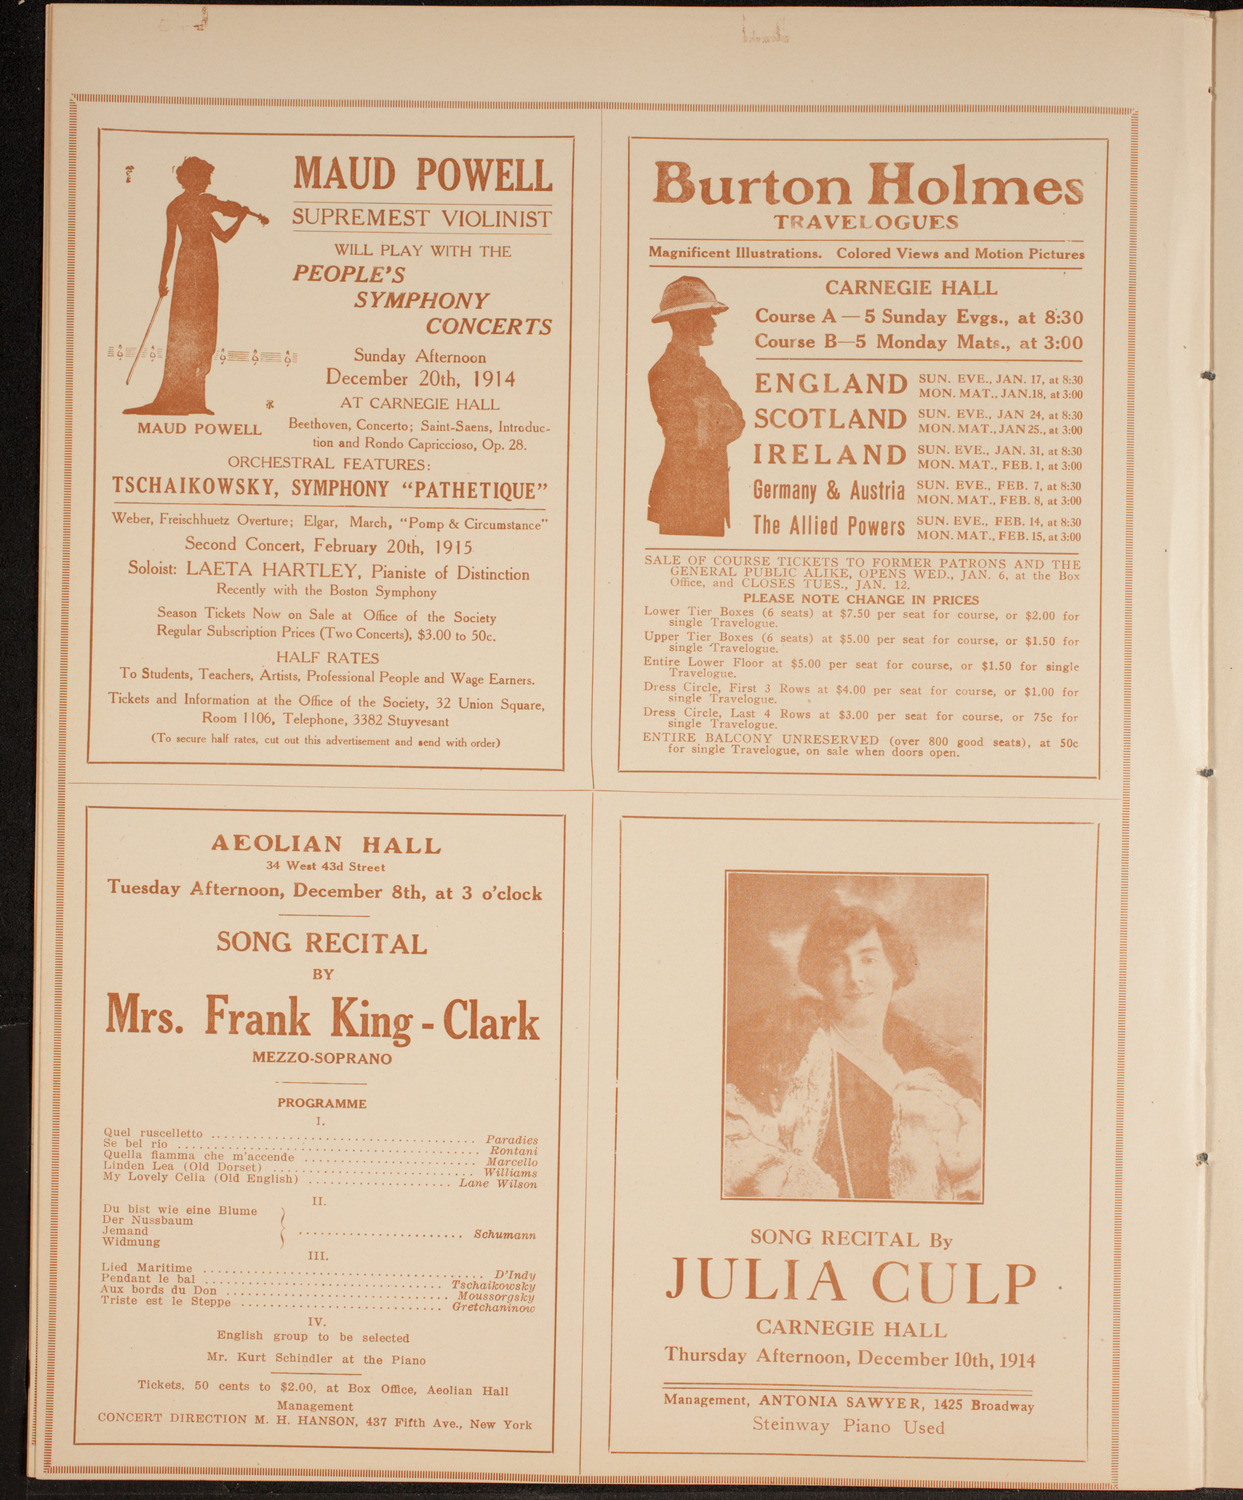 MAUD POWELL
SUPREMEST VIOLINIST
WILL PLAY WITH THE
PEOPLE'S
SYMPHONY
CONCERTS
Sunday Afternoon
December 20th, 1914
AT CARNEGIE HALL
MAUD POWELL
Beethoven, Concerto; Saint-Saens, Introduc-
tion and Rondo Capriccioso, Op. 28.
ORCHESTRAL FEATURES:
TSCHAIKOWSKY, SYMPHONY "PATHETIQUE"
Weber, Freischhuetz Overture; Elgar, March, "Pomp & Circumstance"
Second Concert, February 20th, 1915
Soloist: LAETA HARTLEY, Pianiste of Distinction
Recently with the Boston Symphony
Season Tickets Now on Sale at Office of the Society
Regular Subscription Prices (Two Concerts), $3.00 to 50c.
HALF RATES
To Students, Teachers, Artists, Professional People and Wage Earners.
Tickets and Information at the Office of the Society, 32 Union Square,
Room 1106, Telephone, 3382 Stuyvesant
(To secure half rates, cut out this advertisement and send with order)
Burton Holmes
TRAVELOGUES
Magnificent Illustrations. Colored Views and Motion Pictures
CARNEGIE HALL
Course A — 5 Sunday Evgs., at 8:30
Course B—5 Monday Mats., at 3:00
ENGLAND SUN. EVE., JAN. 17, at 8:30
MON. MAT., JAN.18, at 3:00
SCOTLAND SUN. EVE., JAN 24, at 8:30
MON. MAT., JAN 25., at 3:00
IRELAND SUN. EVE., JAN. 31, at 8:30
MON. MAT., FEB. 1, at 3:00
Germany & Austria SUN. EVE., FEB. 7, at 8:30
MON. MAT., FEB. 8, at 3:00
The Allied Powers SUN. EVE., FEB. 14, at 8:30
MON. MAT., FEB. 15, at 3:00
SALE OF COURSE TICKETS TO FORMER PATRONS AND THE
GENERAL PUBLIC ALIKE, OPENS WED., JAN. 6, at the Box
Office, and CLOSES TUES., JAN. 12.
PLEASE NOTE CHANGE IN PRICES
Lower Tier Boxes (6 seats) at $7.50 per seat for course, or $2.00 for
single Travelogue.
Upper Tier Boxes (6 seats) at $5.00 per seat for course, or $1.50 for
single Travelogue.
Entire Lower Floor at $5.00 per seat for course, or $1.50 for single
Travelogue.
Dress Circle, First 3 Rows at $4.00 per seat for course, or $1.00 for
single Travelogue.
Dress Circle, Last 4 Rows at $3.00 per seat for course, or 75c for
single Travelogue.
ENTIRE BALCONY UNRESERVED (over 800 good seats), at 50c
for single Travelogue, on sale when doors open.
AEOLIAN HALL
34 West 43d Street
Tuesday Afternoon, December 8th, at 3 o'clock
SONG RECITAL
BY
Mrs. Frank King-Clark
MEZZO-SOPRANO
PROGRAMME
I.
Quel ruscelletto ........ Paradies
Se bel rio ........ Rontani
Quella fiamma che m'accende ........ Marcello
Linden Lea (Old Dorset) ........ Williams
My Lovely Celia (Old English) ........ Lane Wilson
II.
Du bist wie eine Blume
Der Nussbaum
Jemand ........ Schumann
Widmung
III.
Lied Maritime ........ D'Indy
Pendant le bal ........ Tschaikowsky
Aux bords du Don ........ Moussorgsky
Triste est le Steppe ........ Gretchaninow
IV.
English group to be selected
Mr. Kurt Schindler at the Piano
Tickets, 50 cents to $2.00, at Box Office, Aeolian Hall
Management
CONCERT DIRECTION M. H. HANSON, 437 Fifth Ave., New York
SONG RECITAL By
JULIA CULP
CARNEGIE HALL
Thursday Afternoon, December 10th, 1914
Management, ANTONIA SAWYER, 1425 Broadway
Steinway Piano Used